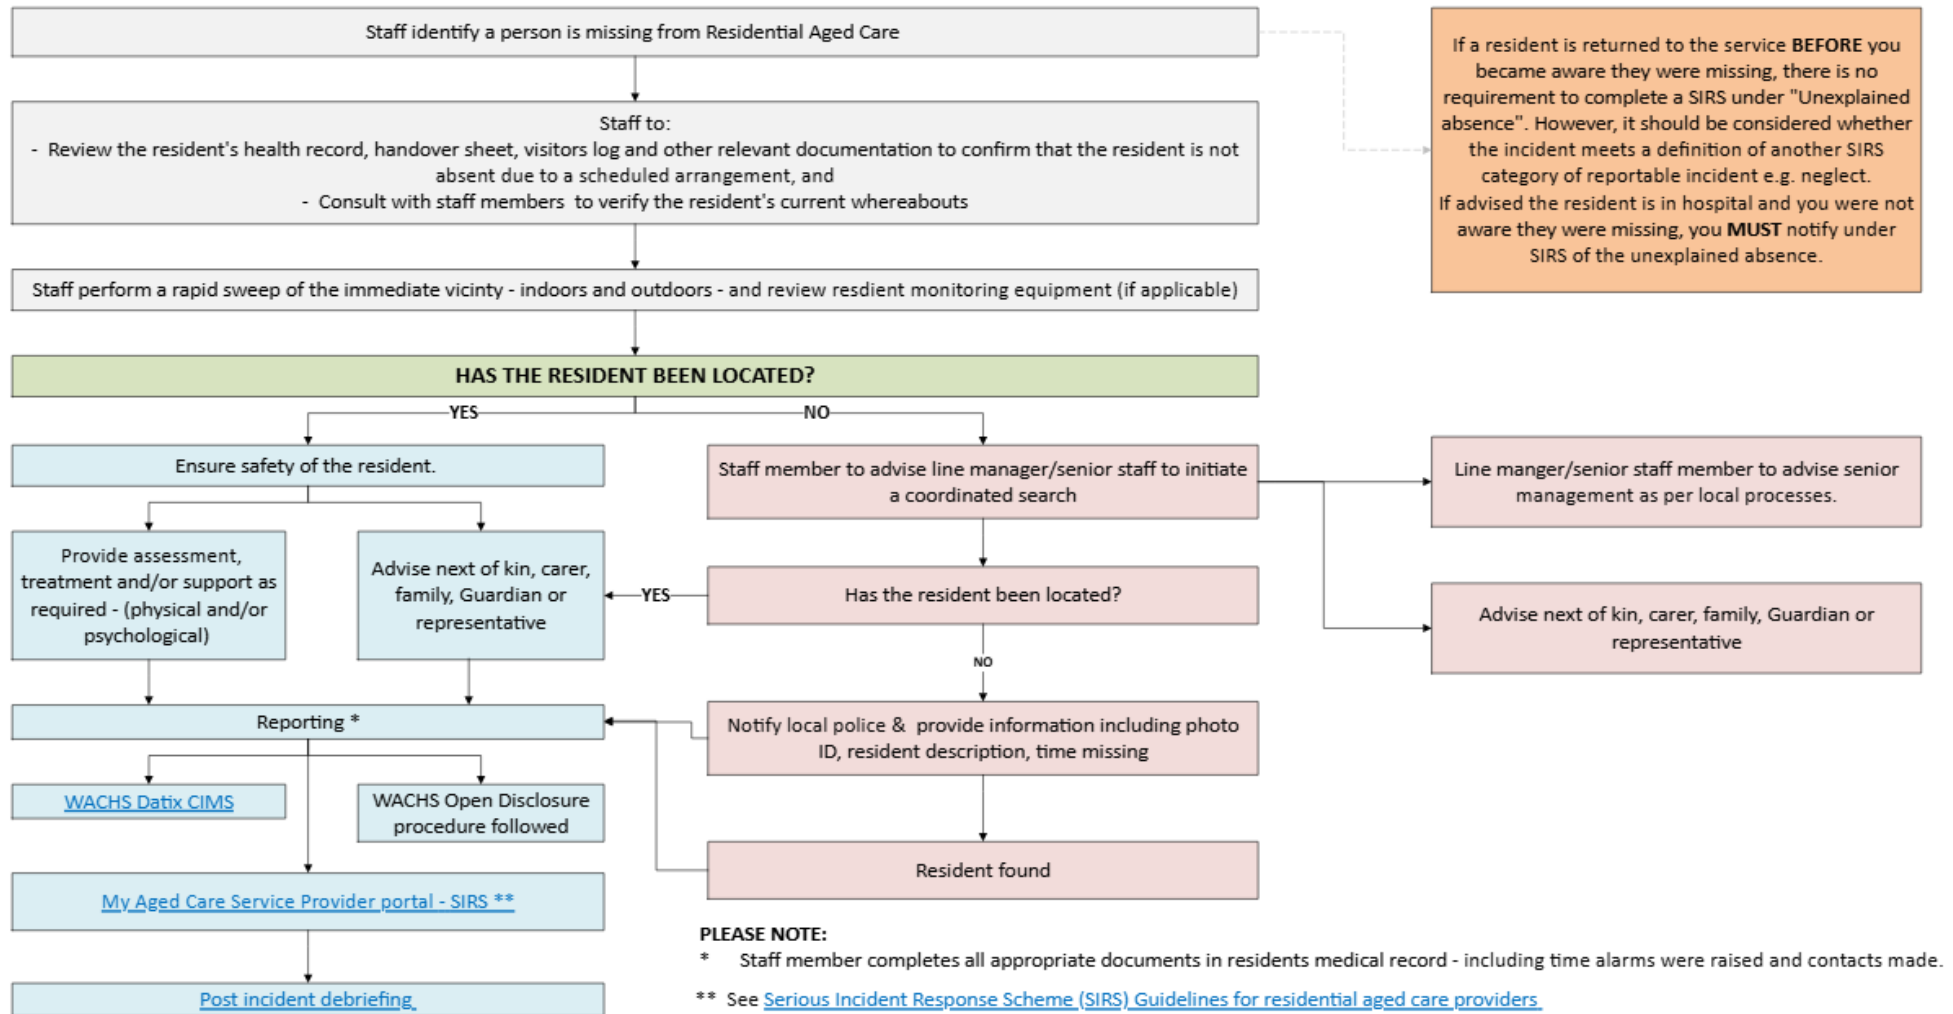 Staff identify a person is missing from Residential Aged Care
If a resident is returned to the service BEFORE you
became aware they were missing, there is no
requirement to complete a SIRS under "Unexplained
absence". However, it should be considered whether
the incident meets a definition of another SIRS
category of reportable incident e.g. neglect.
If advised the resident is in hospital and you were not
aware they were missing, you MUST notify under
SIRS of the unexplained absence.
Staff to:
- Review the resident's health record, handover sheet, visitors log and other relevant documentation to confirm that the resident is not
absent due to a scheduled arrangement, and
- Consult with staff members to verify the resident's current whereabouts
Staff perform a rapid sweep of the immediate vicinty - indoors and outdoors - and review resdient monitoring equipment (if applicable)
HAS THE RESIDENT BEEN LOCATED?
YES
NO
Ensure safety of the resident.
Staff member to advise line manager/senior staff to initiate
a coordinated search
Line manger/senior staff member to advise senior
management as per local processes.
Provide assessment,
treatment and/or support as
required - (physical and/or
psychological)
Advise next of kin, carer,
family, Guardian or
representative
YES
Has the resident been located?
Advise next of kin, carer, family, Guardian or
representative
NO
Reporting *
Notify local police & provide information including photo
ID, resident description, time missing
WACHS Datix CIMS
WACHS Open Disclosure
procedure followed
Resident found
My Aged Care Service Provider portal - SIRS **
Post incident debriefing
PLEASE NOTE:
* Staff member completes all appropriate documents in residents medical record - including time alarms were raised and contacts made.
** See Serious Incident Response Scheme (SIRS) Guidelines for residential aged care providers